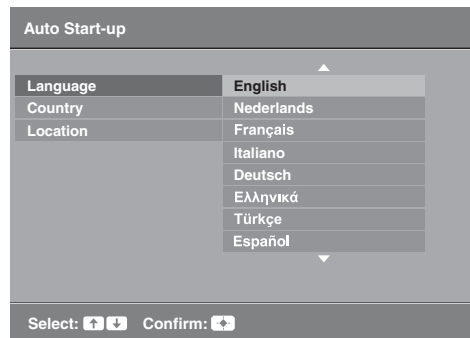 Auto Start-up
Language
English
Country
Nederlands
Location
Français
Italiano
Deutsch
Ελληνικά
Türkçe
Español
Select: Confirm: